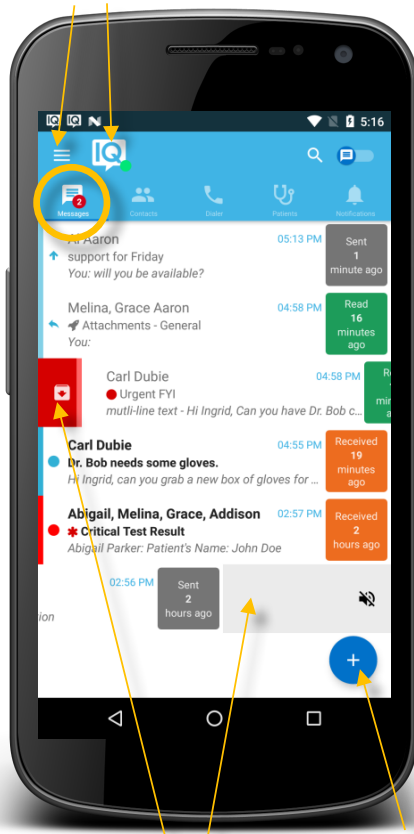 IQ IQ N 5:16
IQ
2
Messages Contacts Dialer Patients Notifications
Al Aaron 05:13 PM Sent
support for Friday 1
You: will you be available? minute ago
Melina, Grace Aaron 04:58 PM Read
Attachments - General 16
You: minutes
ago
Carl Dubie 04:58 PM
Urgent FYI
mutli-line text - Hi Ingrid, Can you have Dr. Bob c...
Carl Dubie 04:55 PM Received
Dr. Bob needs some gloves. 19
Hi Ingrid, can you grab a new box of gloves for ... minutes
ago
Abigail, Melina, Grace, Addison 02:57 PM Received
Critical Test Result 2
Abigail Parker: Patient's Name: John Doe hours ago
02:56 PM Sent
2
ion hours ago
+